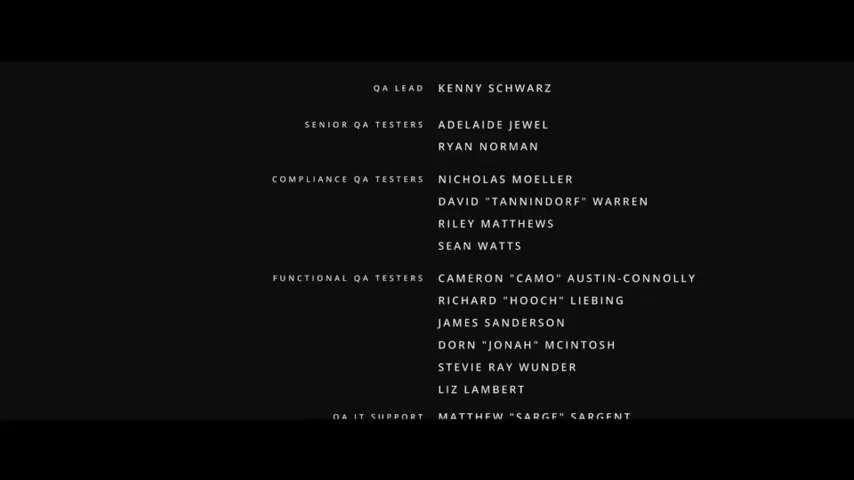 QA LEAD KENNY SCHWARZ
SENIOR QA TESTERS ADELAIDE JEWEL
RYAN NORMAN
COMPLIANCE QA TESTERS NICHOLAS MOELLER
DAVID "TANNINDORF" WARREN
RILEY MATTHEWS
SEAN WATTS
FUNCTIONAL QA TESTERS CAMERON "CAMO" AUSTIN-CONNOLLY
RICHARD "HOOCH" LIEBING
JAMES SANDERSON
DORN "JONAH" MCINTOSH
STEVIE RAY WUNDER
LIZ LAMBERT
QA IT SUPPORT MATTHEW "SARGE" SARGENT